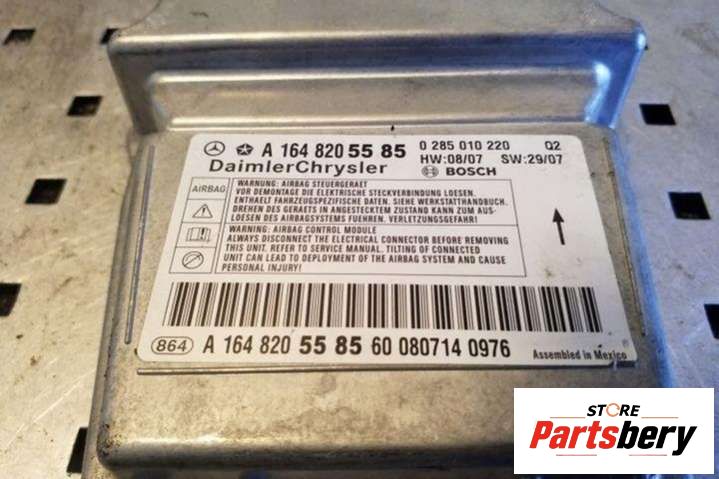 A 164 820 55 85
0 285 010 220 Q2
DaimlerChrysler
HW:08/07 SW:29/07
BOSCH
AIRBAG
WARNUNG: AIRBAG STEUERGERAET
VOR DEMONTAGE DIE ELEKTRISCHE STECKVERBINDUNG LOESEN.
ENTHAELT FAHRZEUGSPEZIFISCHE DATEN. SIEHE WERKSTATTHANDBUCH.
DREHEN DES GERAETS IN ANGESTECKTEM ZUSTAND KANN ZUM AUS-
LOESEN DES AIRBAGSYSTEMS FUEHREN. VERLETZUNGSGEFAHR!
WARNING: AIRBAG CONTROL MODULE
ALWAYS DISCONNECT THE ELECTRICAL CONNECTOR BEFORE REMOVING
THIS UNIT. REFER TO SERVICE MANUAL. TILTING OF CONNECTED
UNIT CAN LEAD TO DEPLOYMENT OF THE AIRBAG SYSTEM AND CAUSE
PERSONAL INJURY!
864 A 164 820 55 85 60 080714 0976
Assembled in Mexico
STORE
Partsbery